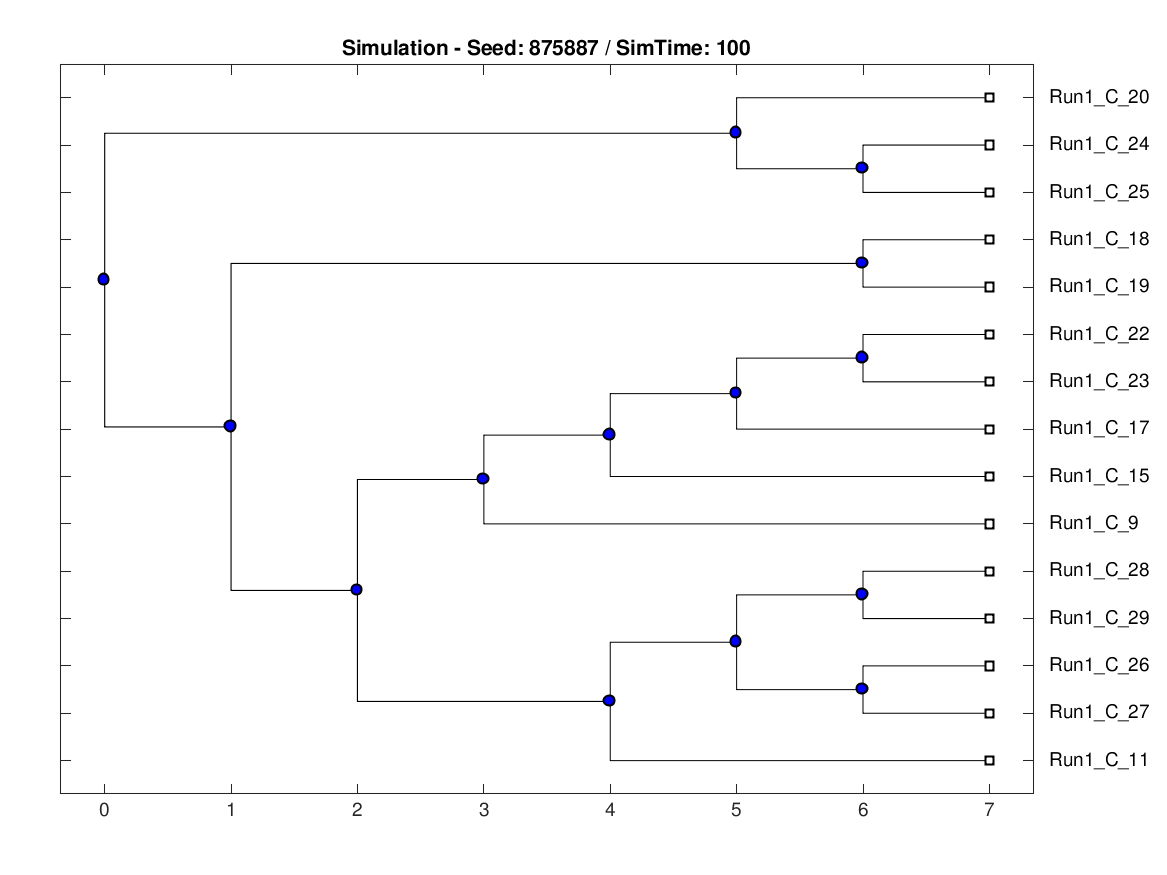 Simulation - Seed: 875887 / SimTime: 100
Run1_C_20
Run1_C_24
Run1_C_25
Run1_C_18
Run1_C_19
Run1_C_22
Run1_C_23
Run1_C_17
Run1_C_15
Run1_C_9
Run1_C_28
Run1_C_29
Run1_C_26
Run1_C_27
Run1_C_11
0 1 2 3 4 5 6 7